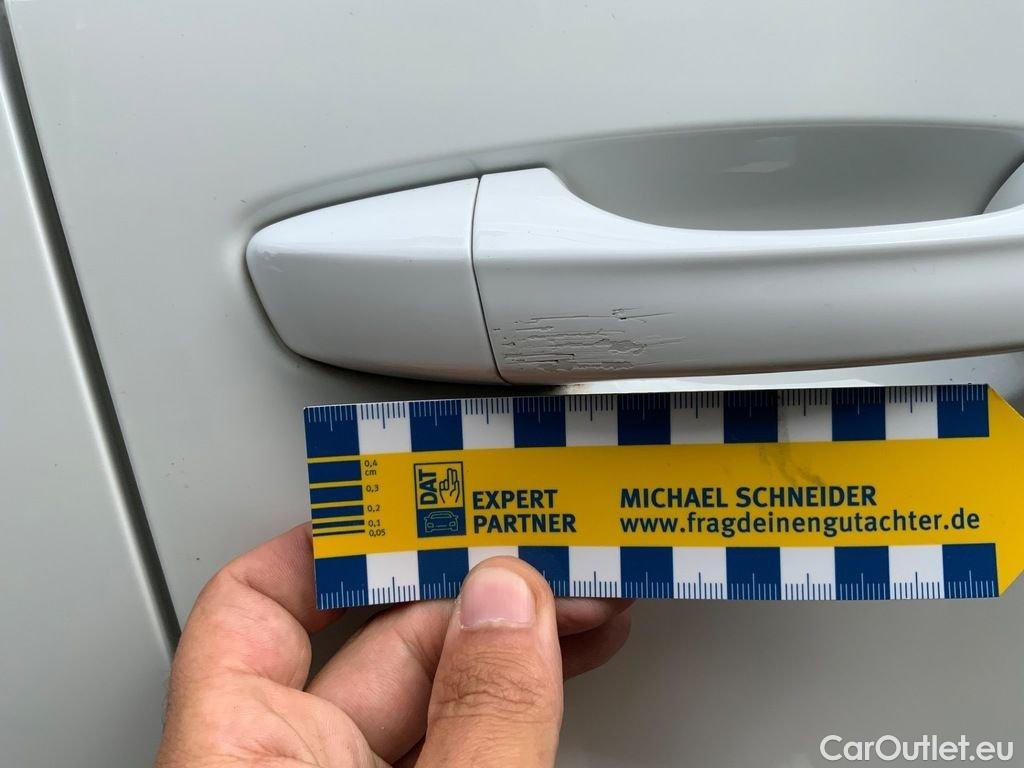 0,4
cm
0,3
0,2
0,1
0,05
DAT
EXPERT
PARTNER
MICHAEL SCHNEIDER
www.fragdeinengutachter.de
CarOutlet.eu